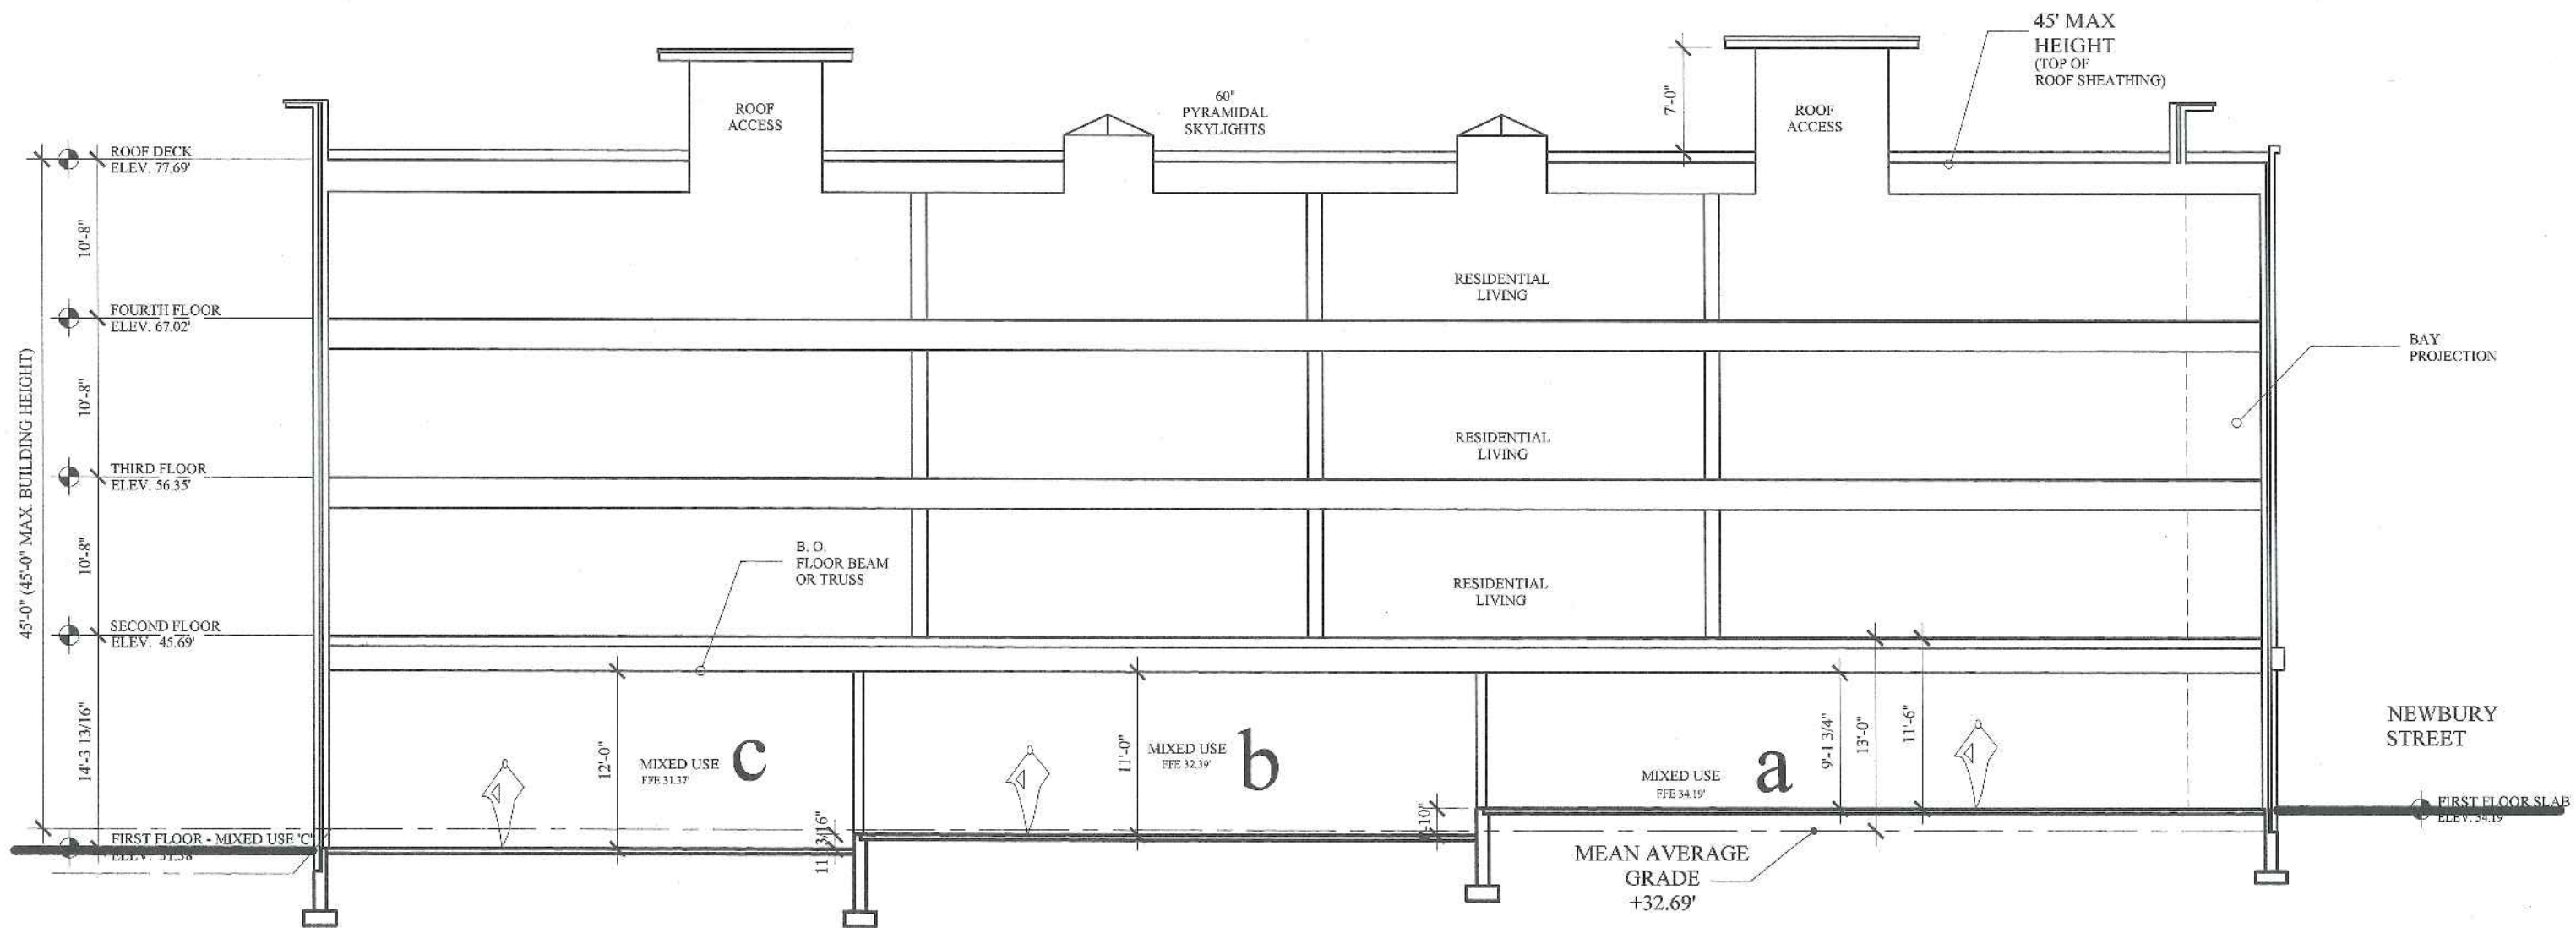 45' MAX
HEIGHT
(TOP OF
ROOF SHEATHING)
ROOF
ACCESS
60"
PYRAMIDAL
SKYLIGHTS
7'-0"
ROOF
ACCESS
ROOF DECK
ELEV. 77.69'
10'-8"
RESIDENTIAL
LIVING
FOURTH FLOOR
ELEV. 67.02'
BAY
PROJECTION
45'-0" (45'-0" MAX. BUILDING HEIGHT)
10'-8"
RESIDENTIAL
LIVING
THIRD FLOOR
ELEV. 56.35'
10'-8"
B. O.
FLOOR BEAM
OR TRUSS
RESIDENTIAL
LIVING
SECOND FLOOR
ELEV. 45.69'
14'-3 13/16"
12'-0"
MIXED USE
FFE 31.37'
c
11'-0"
MIXED USE
FFE 32.39'
b
MIXED USE
FFE 34.19'
a
9'-1 3/4"
13'-0"
11'-6"
NEWBURY
STREET
FIRST FLOOR SLAB
ELEV. 34.19
FIRST FLOOR - MIXED USE 'C'
ELEV. 31.38'
MEAN AVERAGE
GRADE
+32.69'